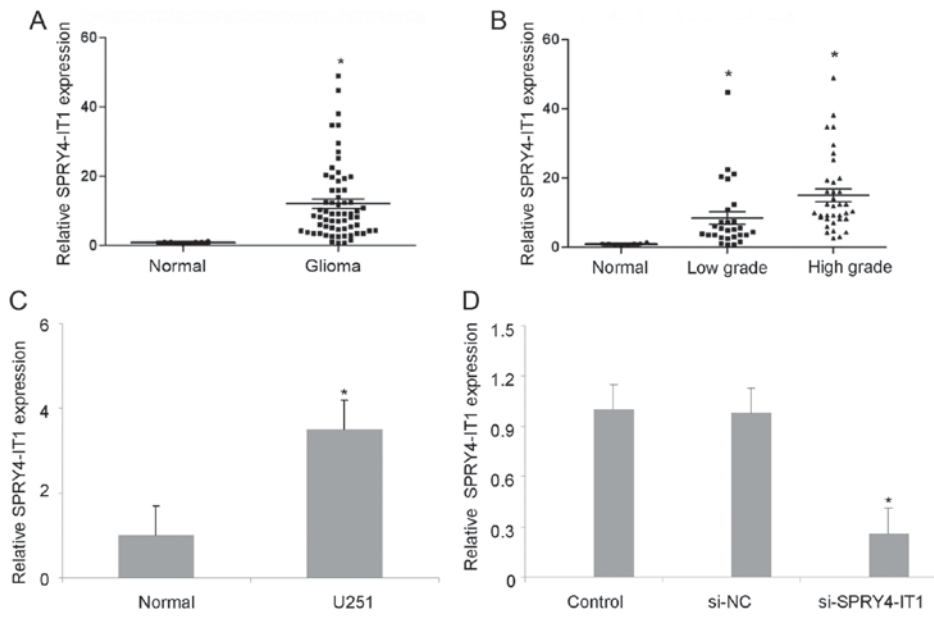 A
Relative SPRY4-IT1 expression
60
40
20
0
*
Normal
Glioma
B
Relative SPRY4-IT1 expression
60
40
20
0
*
*
Normal
Low grade
High grade
C
Relative SPRY4-IT1 expression
6
4
2
0
*
Normal
U251
D
Relative SPRY4-IT1 expression
1.5
1.2
0.9
0.6
0.3
0
*
Control
si-NC
si-SPRY4-IT1